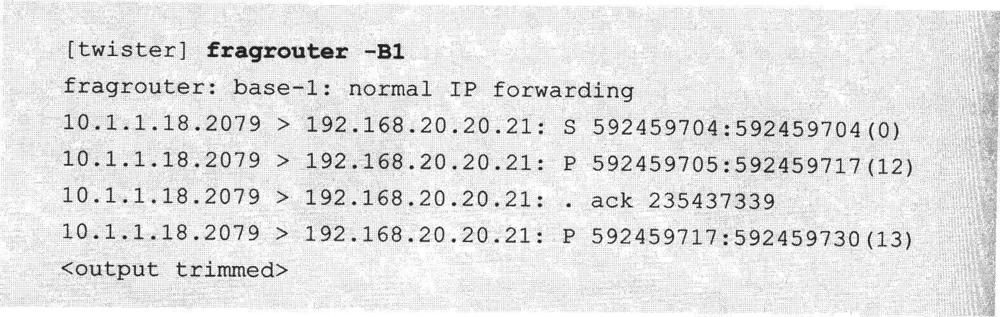 [twister] fragrouter -B1
fragrouter: base-1: normal IP forwarding
10.1.1.18.2079 > 192.168.20.20.21: S 592459704:592459704(0)
10.1.1.18.2079 > 192.168.20.20.21: P 592459705:592459717(12)
10.1.1.18.2079 > 192.168.20.20.21: . ack 235437339
10.1.1.18.2079 > 192.168.20.20.21: P 592459717:592459730(13)
<output trimmed>